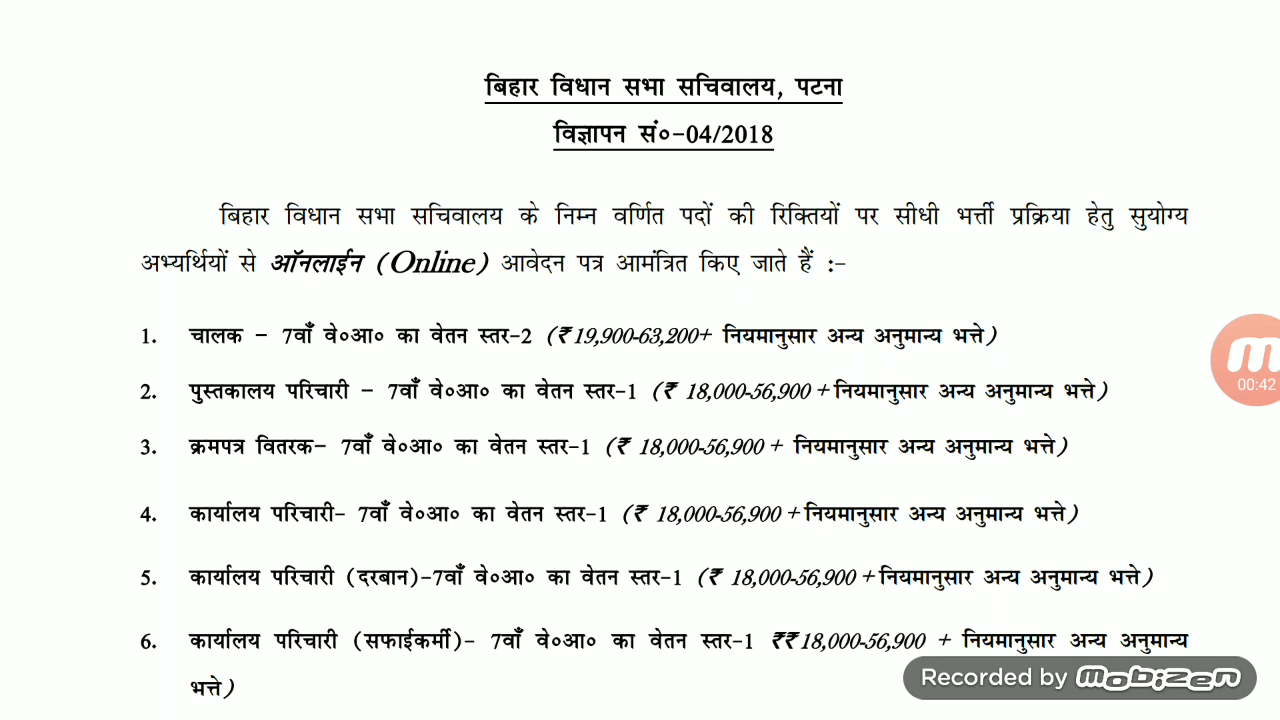 बिहार विधान सभा सचिवालय, पटना
विज्ञापन सं०-04/2018
बिहार विधान सभा सचिवालय के निम्न वर्णित पदों की रिक्तियों पर सीधी भर्त्ती प्रक्रिया हेतु सुयोग्य
अभ्यर्थियों से ऑनलाईन (Online) आवेदन पत्र आमंत्रित किए जाते हैं :-
1. चालक – 7वाँ वे०आ० का वेतन स्तर-2 (₹ 19,900-63,200+ नियमानुसार अन्य अनुमान्य भत्ते)
2. पुस्तकालय परिचारी – 7वाँ वे०आ० का वेतन स्तर-1 (₹ 18,000-56,900 + नियमानुसार अन्य अनुमान्य भत्ते)
3. क्रमपत्र वितरक– 7वाँ वे०आ० का वेतन स्तर-1 (₹ 18,000-56,900 + नियमानुसार अन्य अनुमान्य भत्ते)
4. कार्यालय परिचारी- 7वाँ वे०आ० का वेतन स्तर-1 (₹ 18,000-56,900 + नियमानुसार अन्य अनुमान्य भत्ते)
5. कार्यालय परिचारी (दरबान)-7वाँ वे०आ० का वेतन स्तर-1 (₹ 18,000-56,900 + नियमानुसार अन्य अनुमान्य भत्ते)
6. कार्यालय परिचारी (सफाईकर्मी)- 7वाँ वे०आ० का वेतन स्तर-1 ₹₹ 18,000-56,900 + नियमानुसार अन्य अनुमान्य
भत्ते)
00:42
Recorded by mobizen